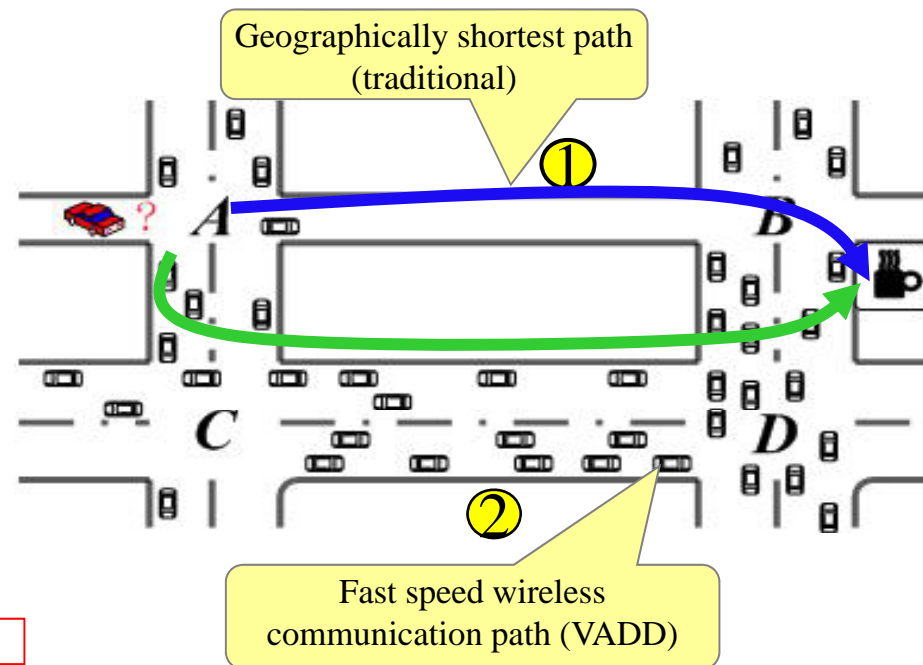 Geographically shortest path
(traditional)
1
? A B
C D
2
Fast speed wireless
communication path (VADD)